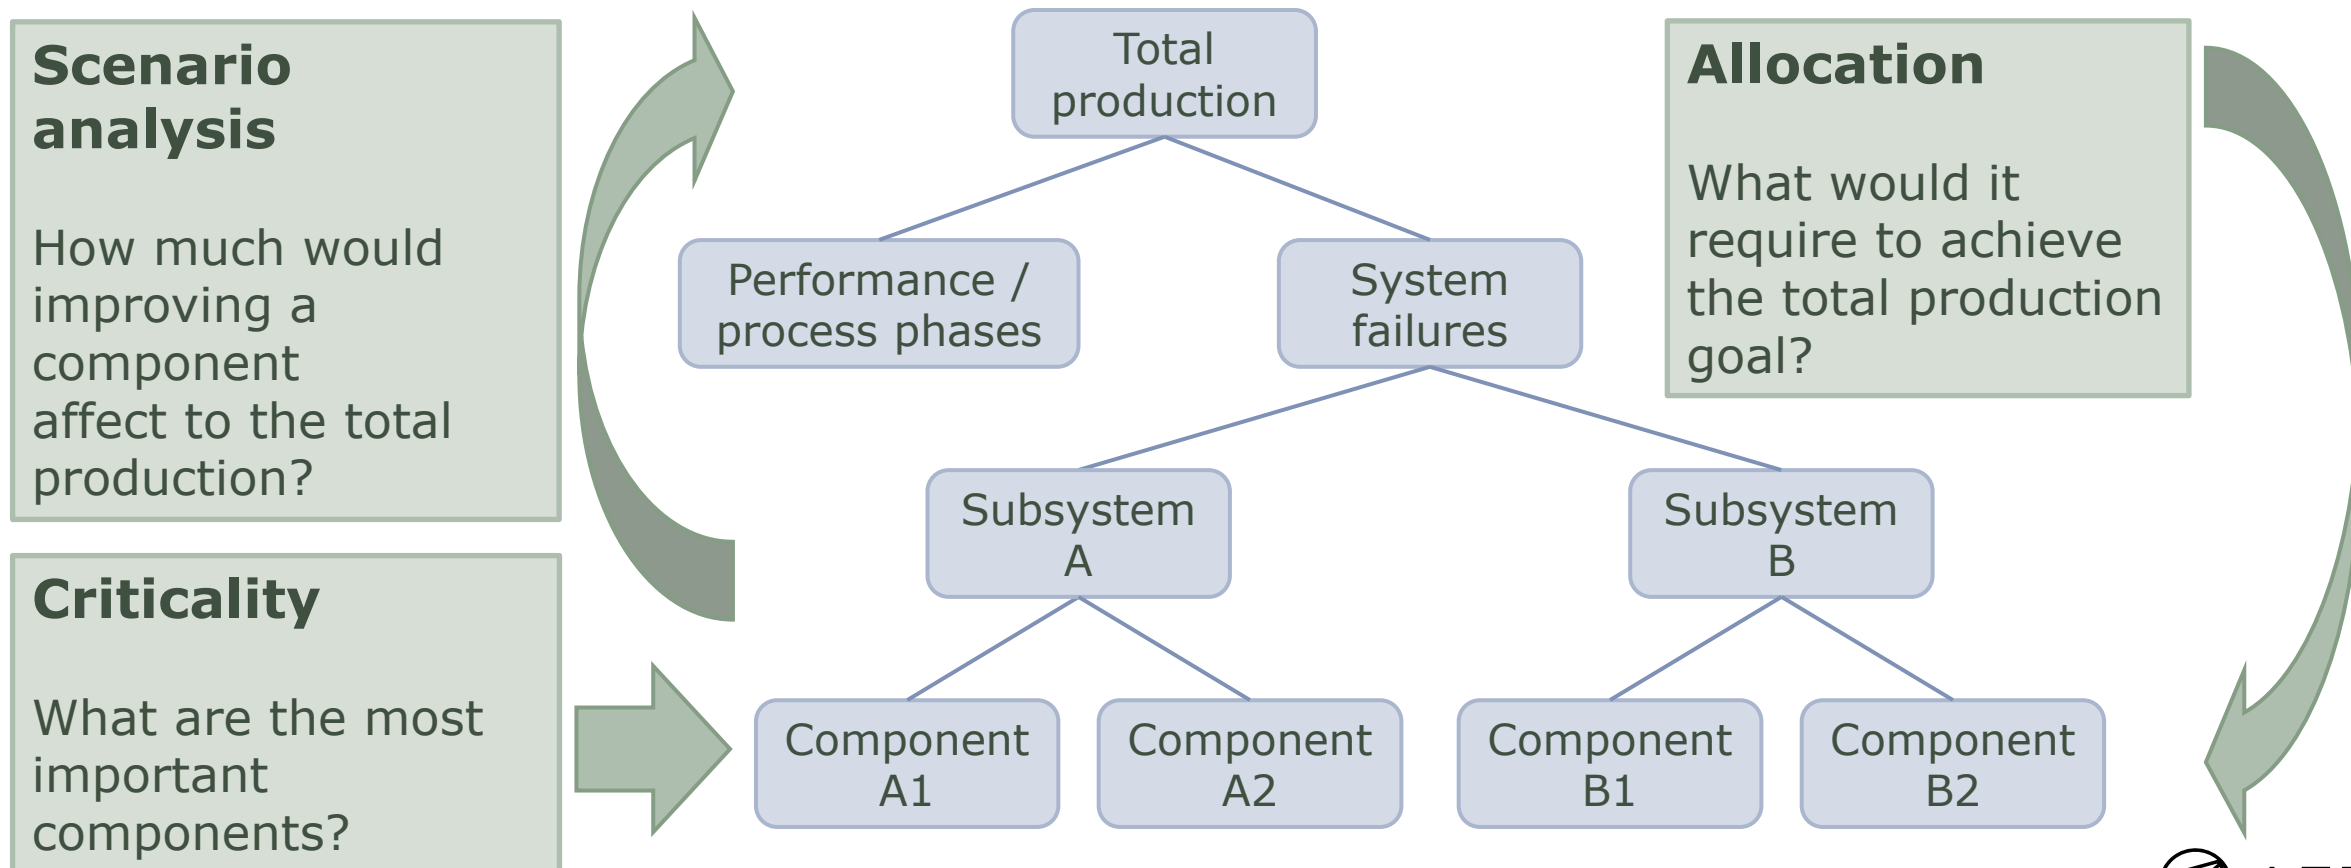 Scenario
analysis
How much would
improving a
component
affect to the total
production?
Criticality
What are the most
important
components?
Total
production
Performance /
process phases
System
failures
Subsystem
A
Subsystem
B
Component
A1
Component
A2
Component
B1
Component
B2
Allocation
What would it
require to achieve
the total production
goal?